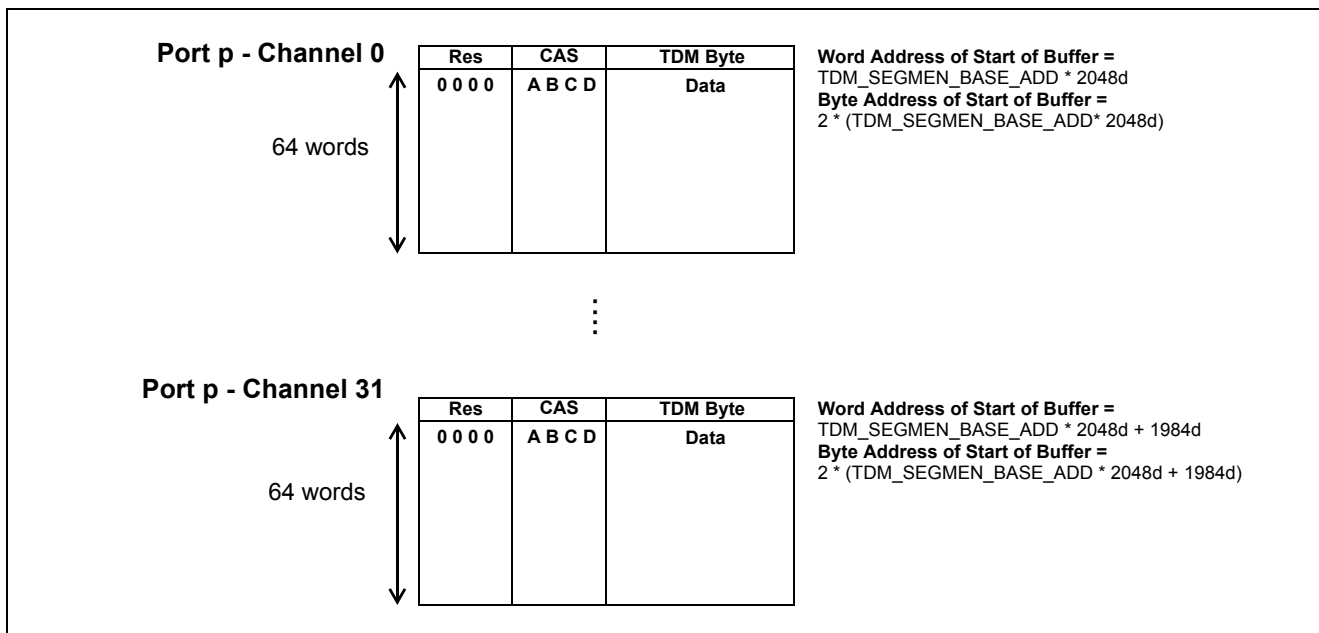 Port p - Channel 0
Res CAS TDM Byte
0 0 0 0 A B C D Data
64 words
Word Address of Start of Buffer =
TDM_SEGMEN_BASE_ADD * 2048d
Byte Address of Start of Buffer =
2 * (TDM_SEGMEN_BASE_ADD* 2048d)
Port p - Channel 31
Res CAS TDM Byte
0 0 0 0 A B C D Data
64 words
Word Address of Start of Buffer =
TDM_SEGMEN_BASE_ADD * 2048d + 1984d
Byte Address of Start of Buffer =
2 * (TDM_SEGMEN_BASE_ADD * 2048d + 1984d)